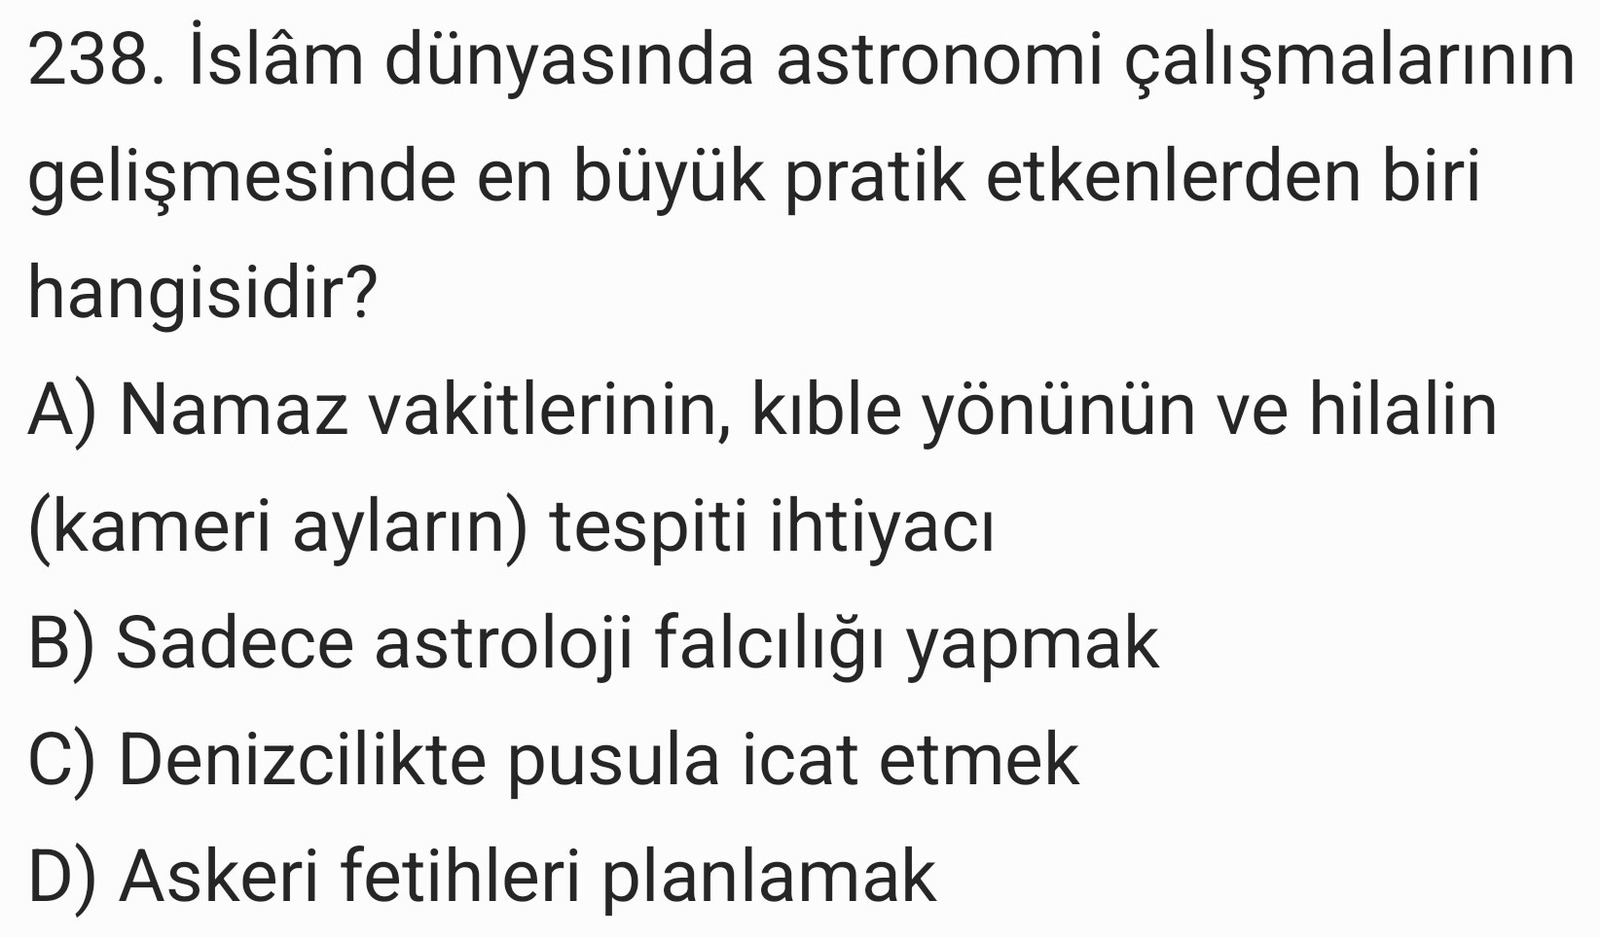 238. İslâm dünyasında astronomi çalışmalarının
gelişmesinde en büyük pratik etkenlerden biri
hangisidir?
A) Namaz vakitlerinin, kıble yönünün ve hilalin
(kameri ayların) tespiti ihtiyacı
B) Sadece astroloji falcılığı yapmak
C) Denizcilikte pusula icat etmek
D) Askeri fetihleri planlamak